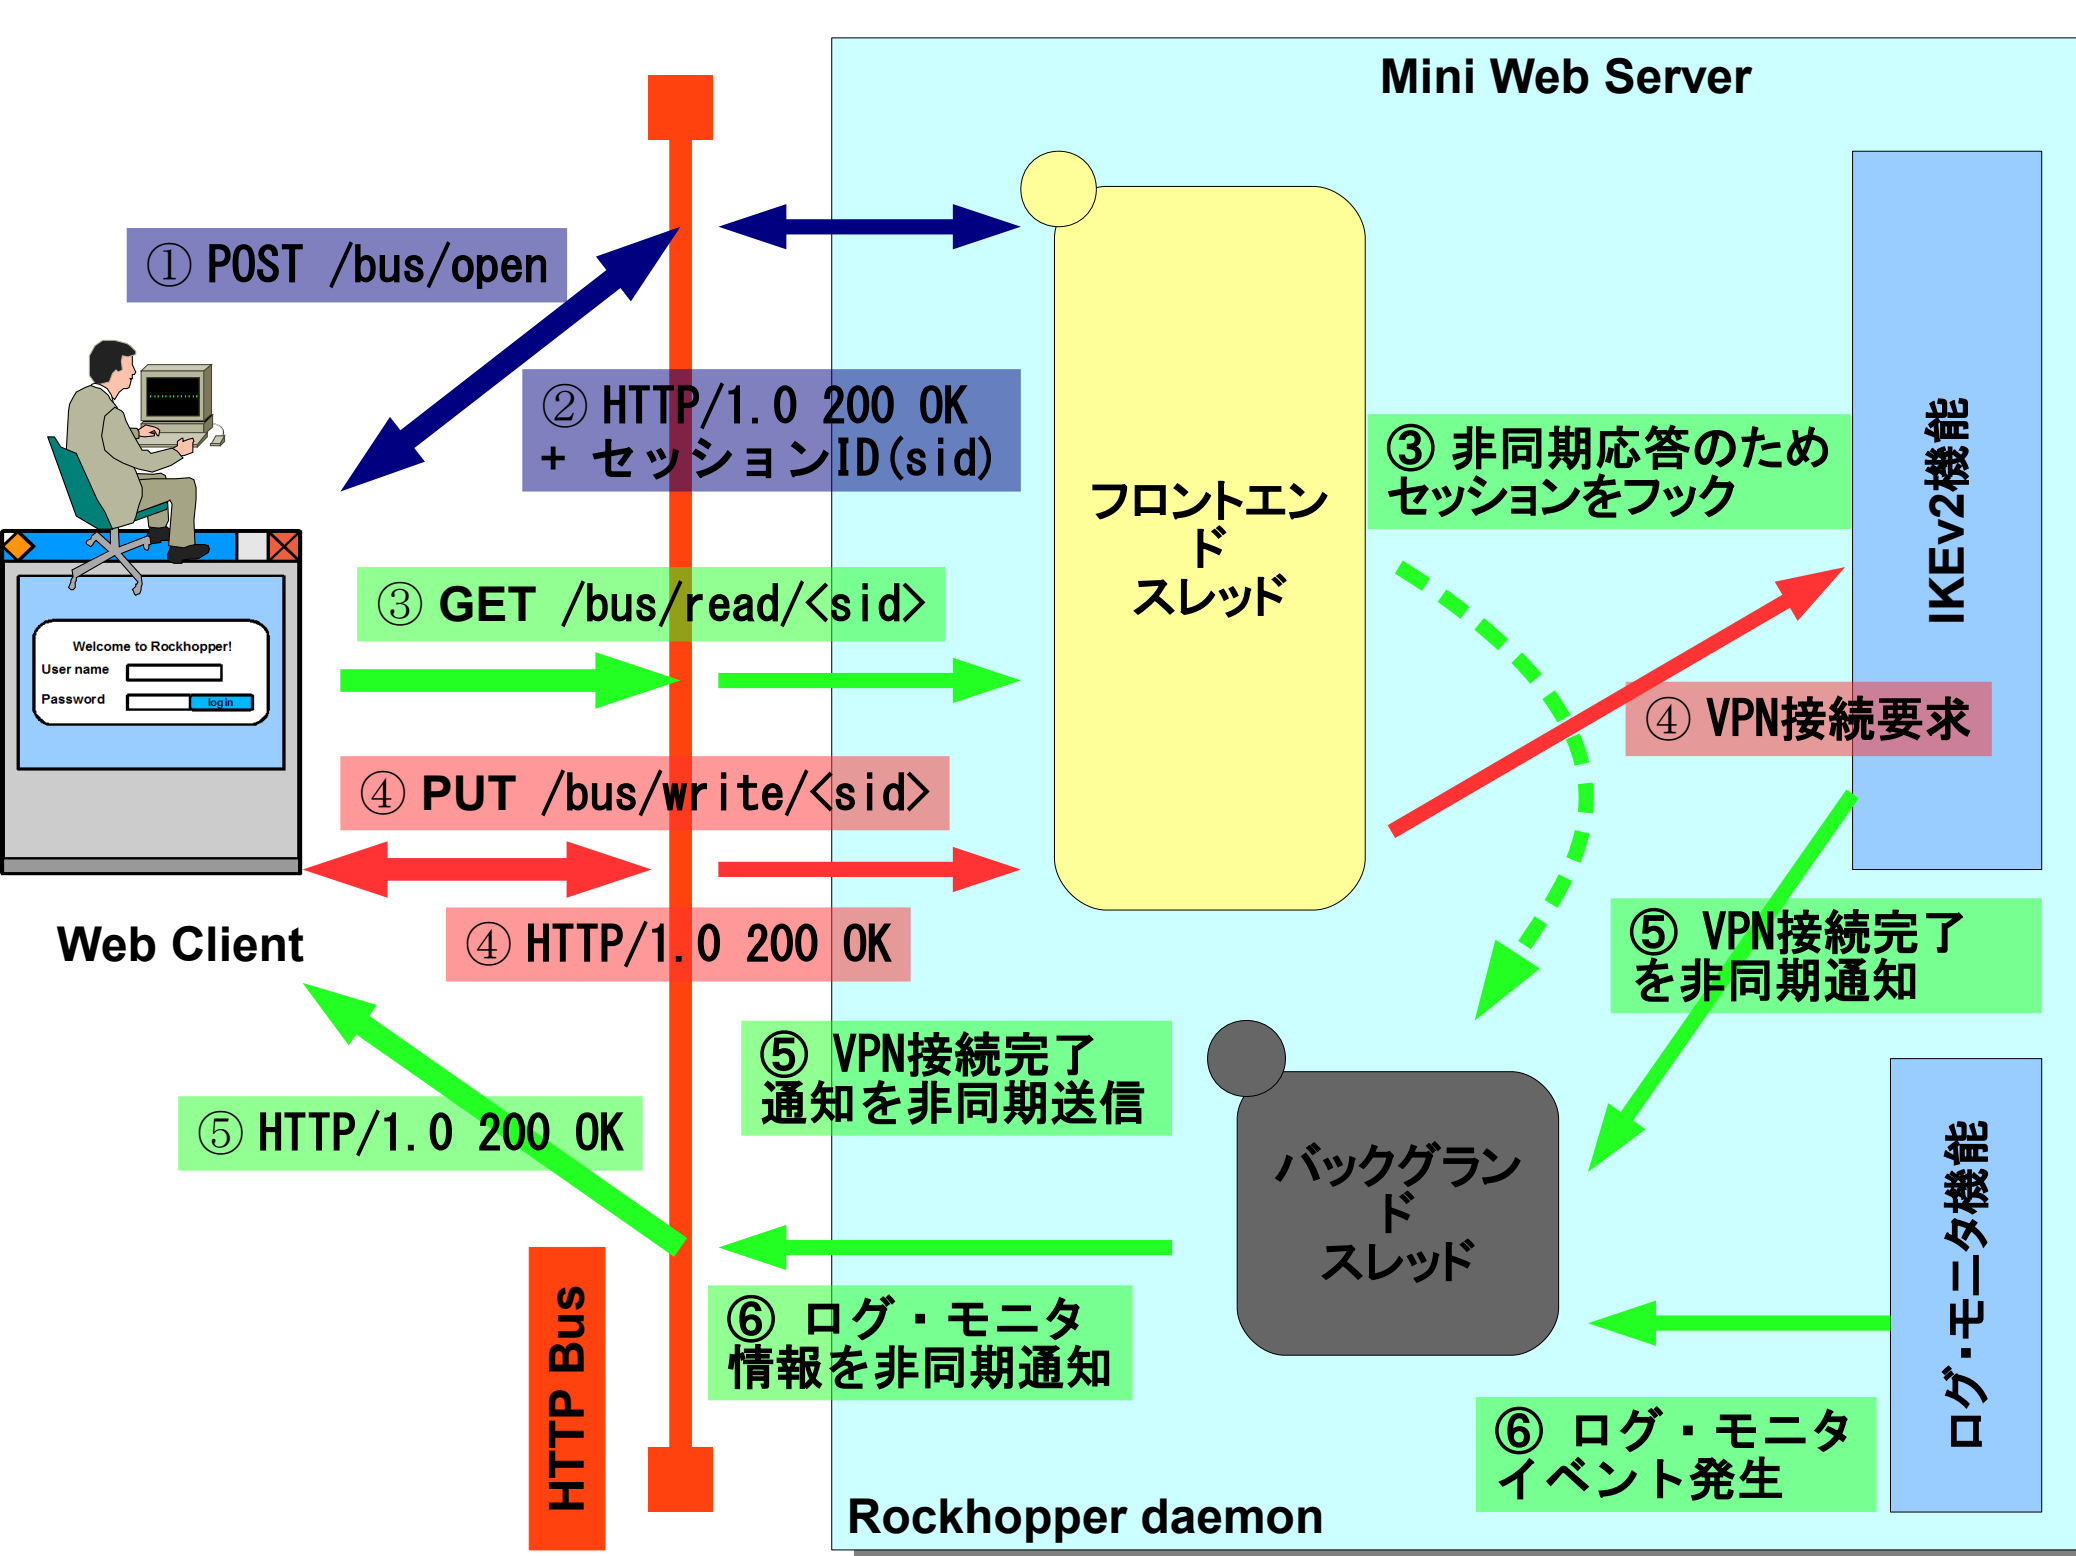 Mini Web Server
① POST /bus/open
② HTTP/1.0 200 OK
+ セッションID(sid)
③ 非同期応答のため
セッションをフック
IKEv2機能
フロントエン
ド
スレッド
③ GET /bus/read/<sid>
Welcome to Rockhopper!
User name
Password
login
④ VPN接続要求
④ PUT /bus/write/<sid>
④ HTTP/1.0 200 OK
Web Client
⑤ VPN接続完了
を非同期通知
⑤ VPN接続完了
通知を非同期送信
⑤ HTTP/1.0 200 OK
バックグラン
ド
スレッド
ログ・モニタ機能
HTTP Bus
⑥ ログ・モニタ
情報を非同期通知
⑥ ログ・モニタ
イベント発生
Rockhopper daemon